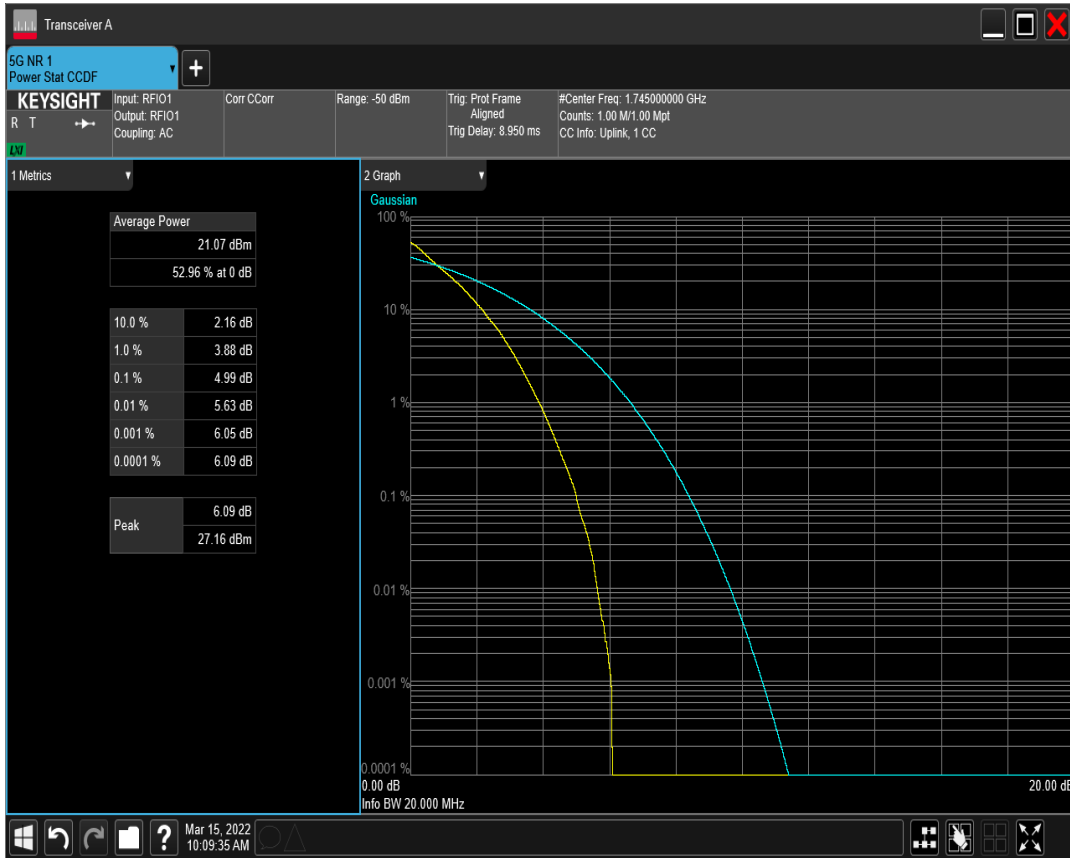 Transceiver A
5G NR 1
Power Stat CCDF
KEYSIGHT
R T
LXI
Input: RFIO1
Output: RFIO1
Coupling: AC
Corr CCorr
Range: -50 dBm
Trig: Prot Frame
Aligned
Trig Delay: 8.950 ms
#Center Freq: 1.745000000 GHz
Counts: 1.00 M/1.00 Mpt
CC Info: Uplink, 1 CC
1 Metrics
Average Power
21.07 dBm
52.96 % at 0 dB
10.0 % 2.16 dB
1.0 % 3.88 dB
0.1 % 4.99 dB
0.01 % 5.63 dB
0.001 % 6.05 dB
0.0001 % 6.09 dB
Peak
6.09 dB
27.16 dBm
2 Graph
Gaussian
100 %
10 %
1 %
0.1 %
0.01 %
0.001 %
0.0001 %
0.00 dB
20.00 dB
Info BW 20.000 MHz
?
Mar 15, 2022
10:09:35 AM